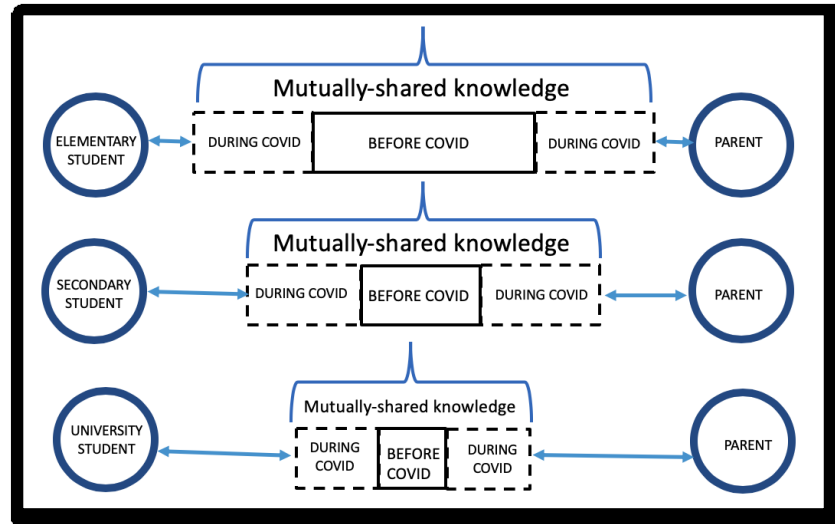 Mutually-shared knowledge
ELEMENTARY
STUDENT
DURING COVID
BEFORE COVID
DURING COVID
PARENT
Mutually-shared knowledge
SECONDARY
STUDENT
DURING COVID
BEFORE COVID
DURING COVID
PARENT
Mutually-shared knowledge
UNIVERSITY
STUDENT
DURING
COVID
BEFORE
COVID
DURING
COVID
PARENT